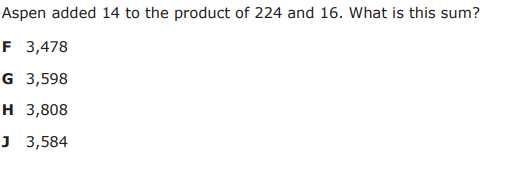 Aspen added 14 to the product of 224 and 16. What is this sum?
F 3,478
G 3,598
H 3,808
J 3,584